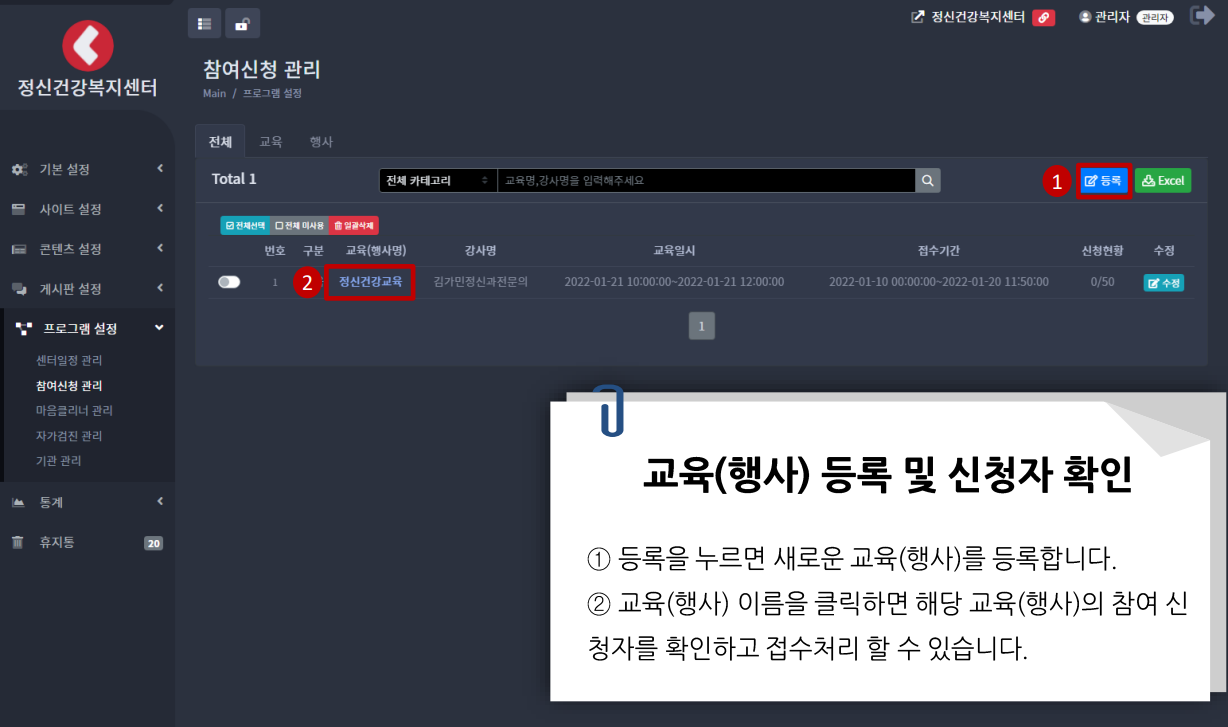 정신건강복지센터
관리자 관리자
정신건강복지센터
참여신청 관리
Main / 프로그램 설정
전체 교육 행사
기본 설정
사이트 설정
콘텐츠 설정
게시판 설정
프로그램 설정
센터일정 관리
참여신청 관리
마음클리너 관리
자가검진 관리
기관 관리
통계
휴지통 20
Total 1
전체 카테고리
교육명,강사명을 입력해주세요
1
등록
Excel
전체선택 전체 미사용 일괄삭제
번호 구분 교육(행사명) 강사명 교육일시 접수기간 신청현황 수정
1 2 정신건강교육 김가민정신과전문의 2022-01-21 10:00:00~2022-01-21 12:00:00 2022-01-10 00:00:00~2022-01-20 11:50:00 0/50 수정
1
교육(행사) 등록 및 신청자 확인
① 등록을 누르면 새로운 교육(행사)를 등록합니다.
② 교육(행사) 이름을 클릭하면 해당 교육(행사)의 참여 신
청자를 확인하고 접수처리 할 수 있습니다.